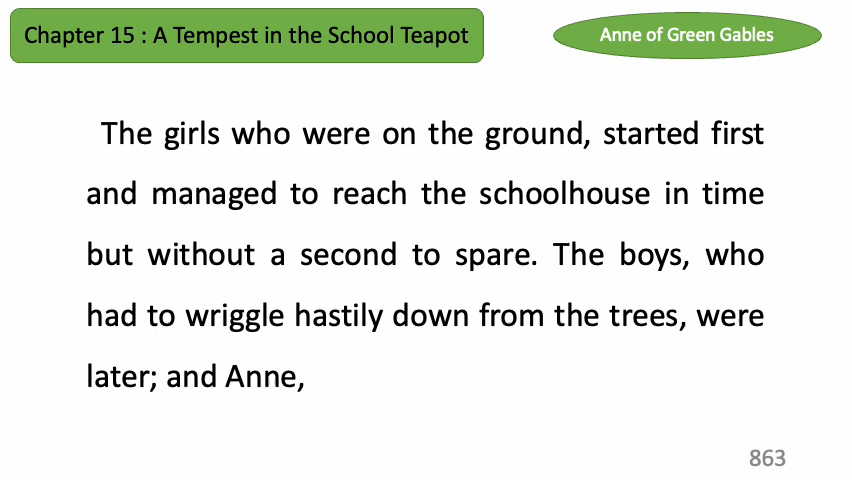 Chapter 15 : A Tempest in the School Teapot
Anne of Green Gables
The girls who were on the ground, started first
and managed to reach the schoolhouse in time
but without a second to spare. The boys, who
had to wriggle hastily down from the trees, were
later; and Anne,
863